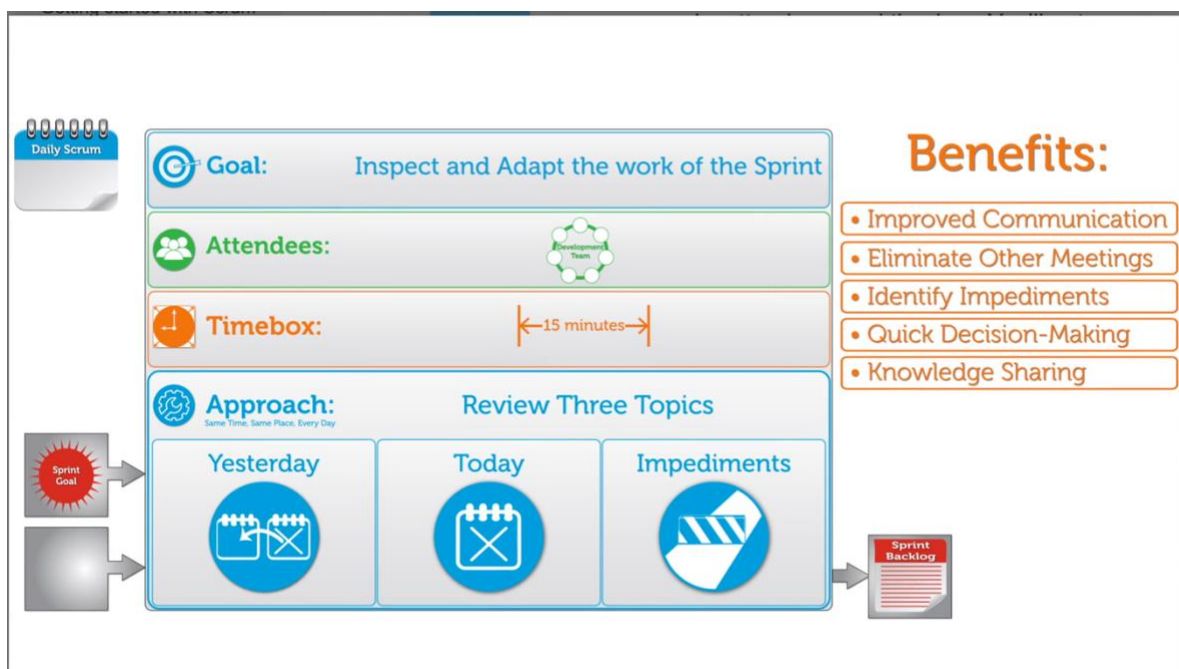 Daily Scrum
Goal:
Inspect and Adapt the work of the Sprint
Attendees:
Development
Team
Timebox:
15 minutes
Approach:
Same Time, Same Place, Every Day
Review Three Topics
Yesterday
Today
Impediments
Sprint
Goal
Sprint
Backlog
Benefits:
• Improved Communication
• Eliminate Other Meetings
• Identify Impediments
• Quick Decision-Making
• Knowledge Sharing